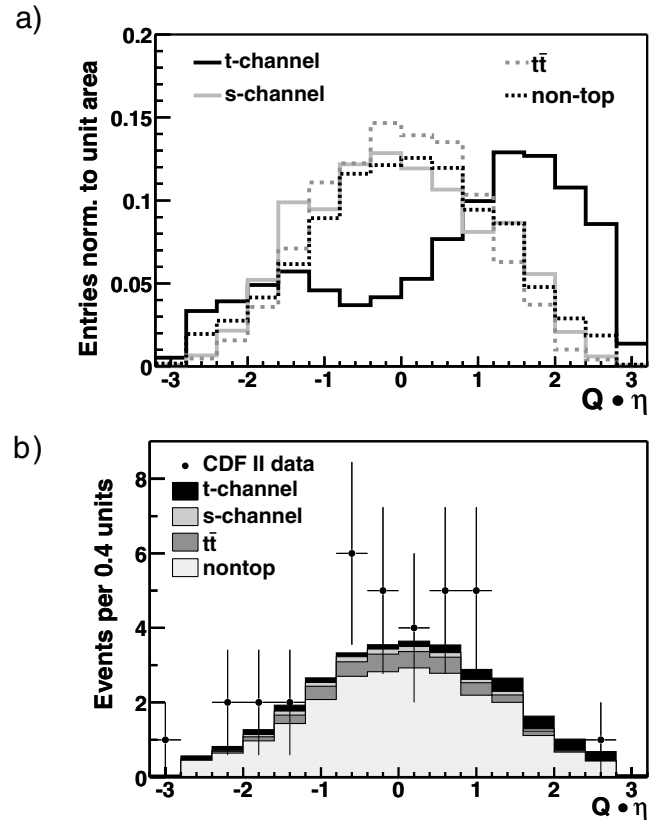 a)
0.2
0.15
0.1
0.05
0
Entries norm. to unit area
t-channel
s-channel
tt̄
non-top
-3 -2 -1 0 1 2 3
Q • η
b)
8
6
4
2
0
Events per 0.4 units
CDF II data
t-channel
s-channel
tt̄
nontop
-3 -2 -1 0 1 2 3
Q • η